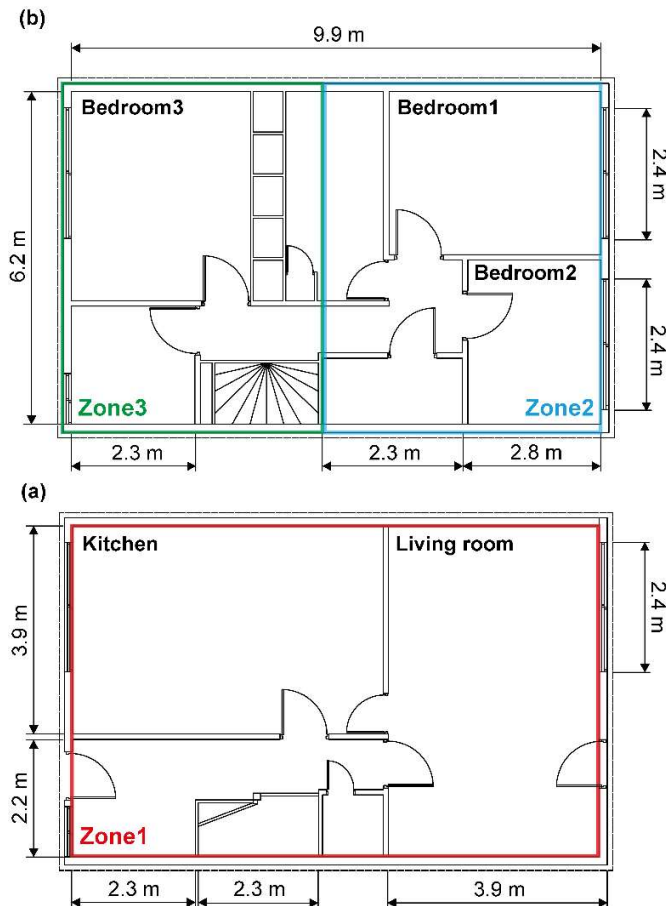 (b)
9.9 m
Bedroom3
Bedroom1
2.4 m
6.2 m
Bedroom2
2.4 m
Zone3
Zone2
2.3 m
2.3 m
2.8 m
(a)
Kitchen
Living room
2.4 m
3.9 m
2.2 m
Zone1
2.3 m
2.3 m
3.9 m